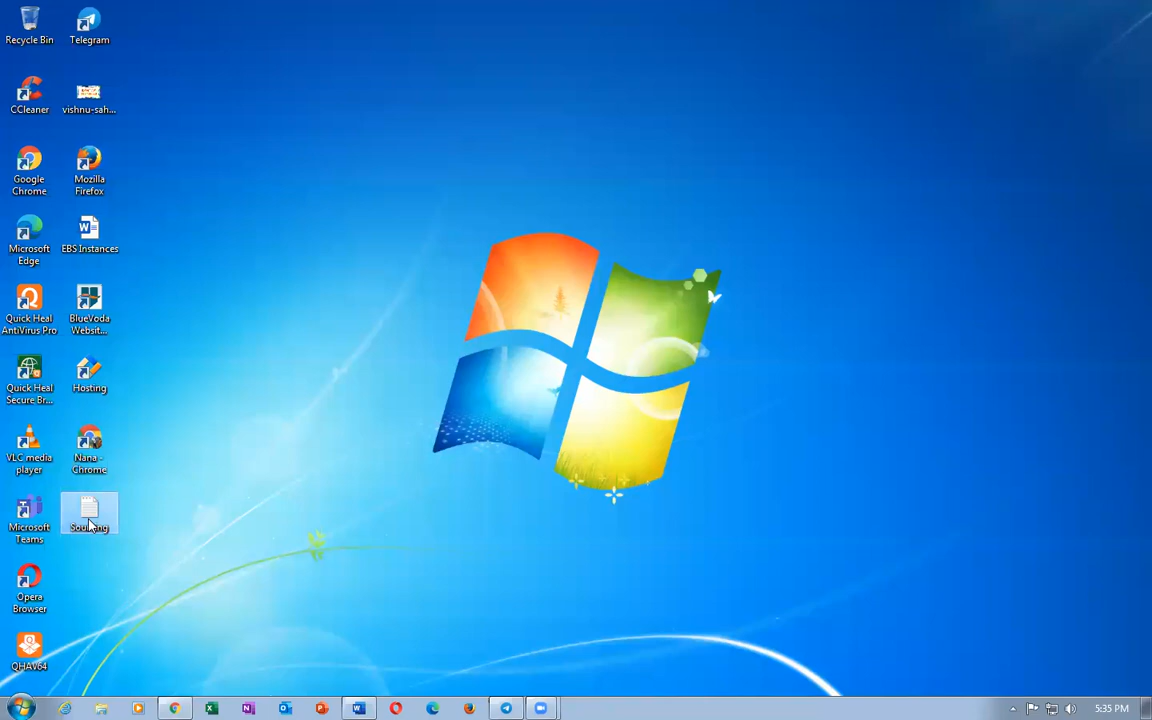 Recycle Bin
Telegram
CCleaner
vishnu-sah...
Google
Chrome
Mozilla
Firefox
Microsoft
Edge
EBS Instances
Quick Heal
AntiVirus Pro
BlueVoda
Websit...
Quick Heal
Secure Br...
Hosting
VLC media
player
Nana -
Chrome
Microsoft
Teams
Opera
Browser
QHAV64
5:35 PM